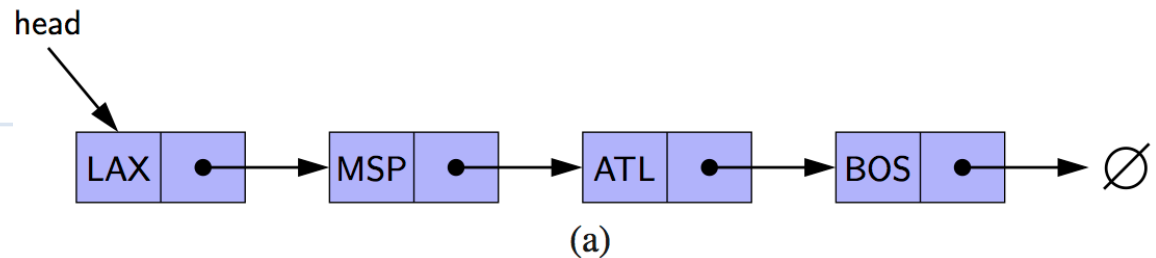 head
LAX MSP ATL BOS ∅
(a)